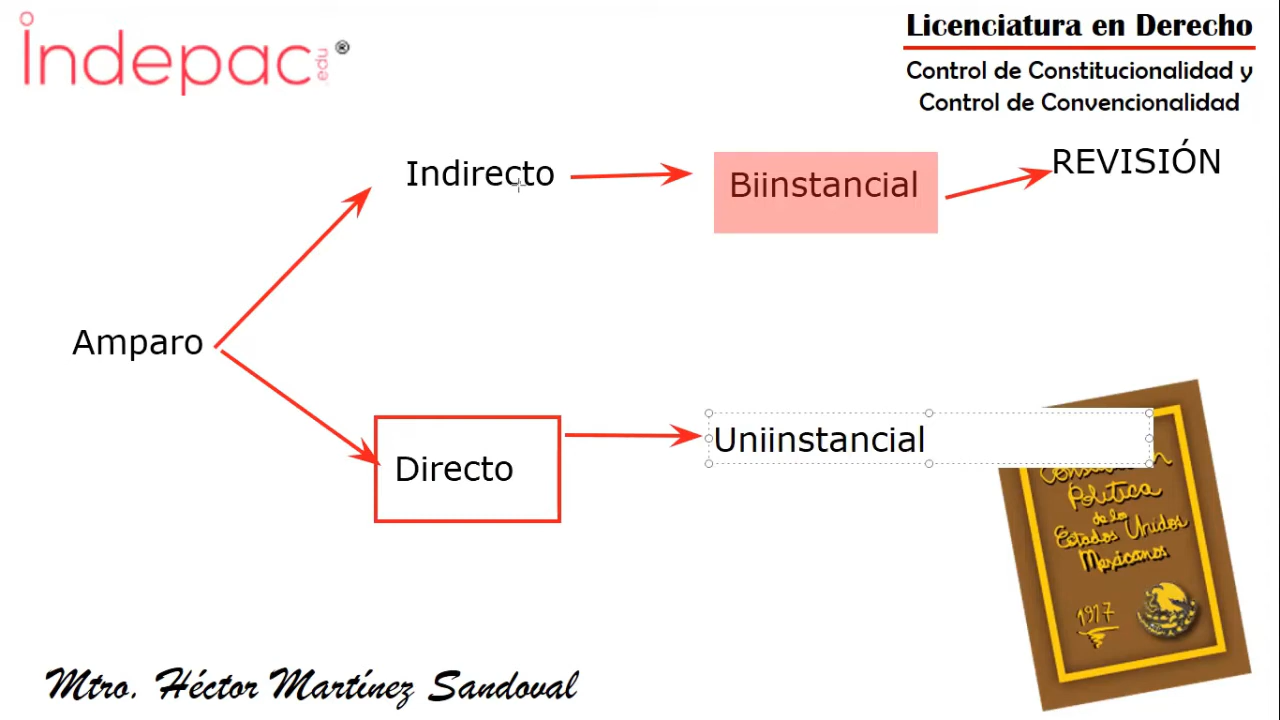 Indepac.edu®
Licenciatura en Derecho
Control de Constitucionalidad y
Control de Convencionalidad
Indirecto
Biinstancial
REVISIÓN
Amparo
Directo
Uniinstancial
Política
de los
Estados Unidos
Mexicanos
1917
Mtro. Héctor Martínez Sandoval